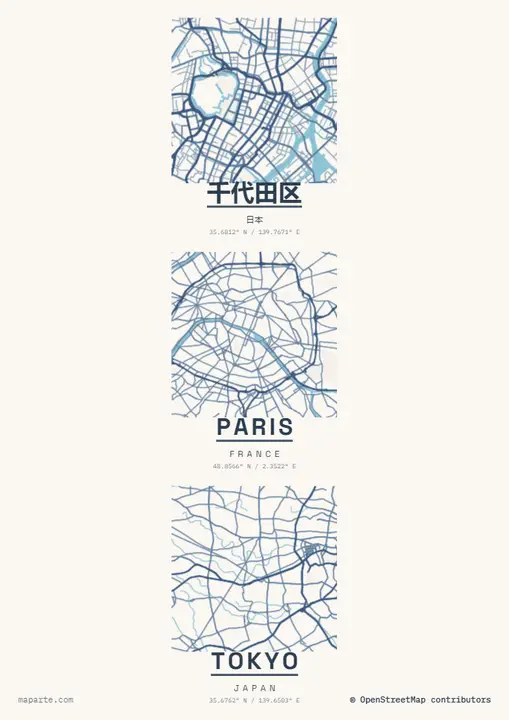 千代田区
日本
35.6812° N / 139.7671° E
PARIS
FRANCE
48.8566° N / 2.3522° E
TOKYO
JAPAN
35.6762° N / 139.6503° E
maparte.com
© OpenStreetMap contributors